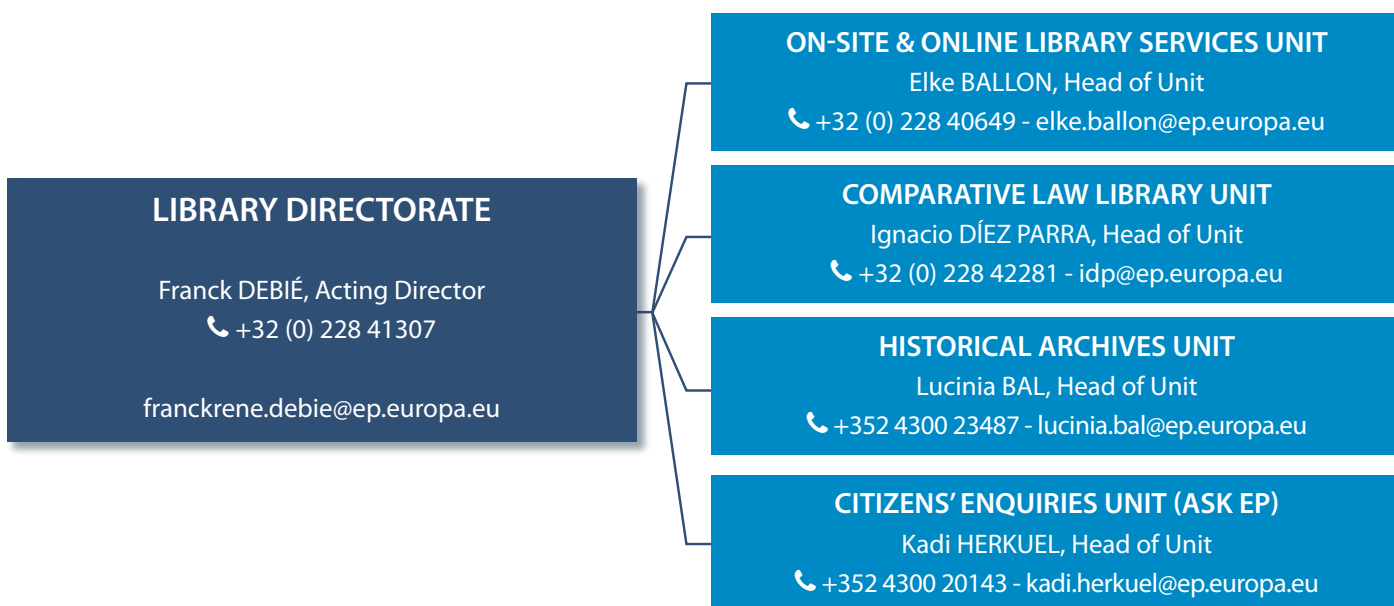 LIBRARY DIRECTORATE
Franck DEBIÉ, Acting Director
+32 (0) 228 41307
franckrene.debie@ep.europa.eu
ON-SITE & ONLINE LIBRARY SERVICES UNIT
Elke BALLON, Head of Unit
+32 (0) 228 40649 - elke.ballon@ep.europa.eu
COMPARATIVE LAW LIBRARY UNIT
Ignacio DÍEZ PARRA, Head of Unit
+32 (0) 228 42281 - idp@ep.europa.eu
HISTORICAL ARCHIVES UNIT
Lucinia BAL, Head of Unit
+352 4300 23487 - lucinia.bal@ep.europa.eu
CITIZENS’ ENQUIRIES UNIT (ASK EP)
Kadi HERKUEL, Head of Unit
+352 4300 20143 - kadi.herkuel@ep.europa.eu